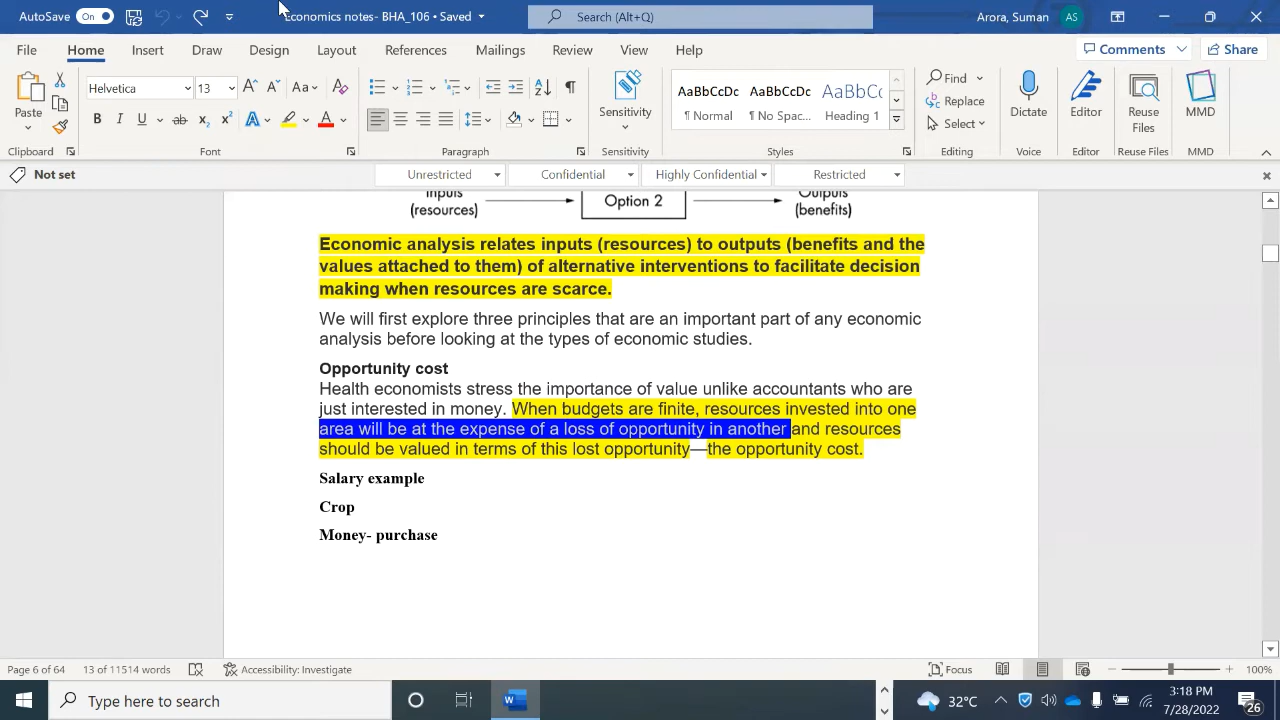 AutoSave On Economics notes- BHA_106 • Saved Search (Alt+Q) Arora, Suman AS
File Home Insert Draw Design Layout References Mailings Review View Help Comments Share
Paste Helvetica 13 Aa AaBbCcDc AaBbCcDc AaBbCc Find
¶ Normal ¶ No Spac... Heading 1 Replace
Select
Sensitivity Dictate Editor Reuse Files MMD
Clipboard Font Paragraph Sensitivity Styles Editing Voice Editor Reuse Files MMD
Not set Unrestricted Confidential Highly Confidential Restricted
Inputs (resources) Option 2 Outputs (benefits)
Economic analysis relates inputs (resources) to outputs (benefits and the
values attached to them) of alternative interventions to facilitate decision
making when resources are scarce.
We will first explore three principles that are an important part of any economic
analysis before looking at the types of economic studies.
Opportunity cost
Health economists stress the importance of value unlike accountants who are
just interested in money. When budgets are finite, resources invested into one
area will be at the expense of a loss of opportunity in another and resources
should be valued in terms of this lost opportunity—the opportunity cost.
Salary example
Crop
Money- purchase
Page 6 of 64 13 of 11514 words Accessibility: Investigate Focus 100%
Type here to search 32°C 3:18 PM
7/28/2022 26